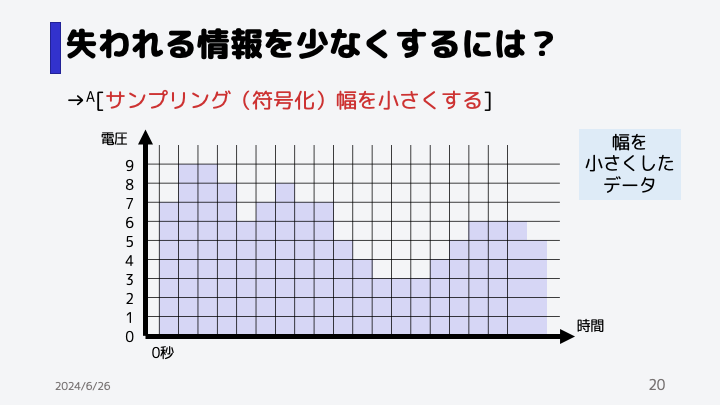 失われる情報を少なくするには？
→A[サンプリング（符号化）幅を小さくする]
電圧
幅を
小さくした
データ
9
8
7
6
5
4
3
2
1
0
時間
0秒
2024/6/26
20